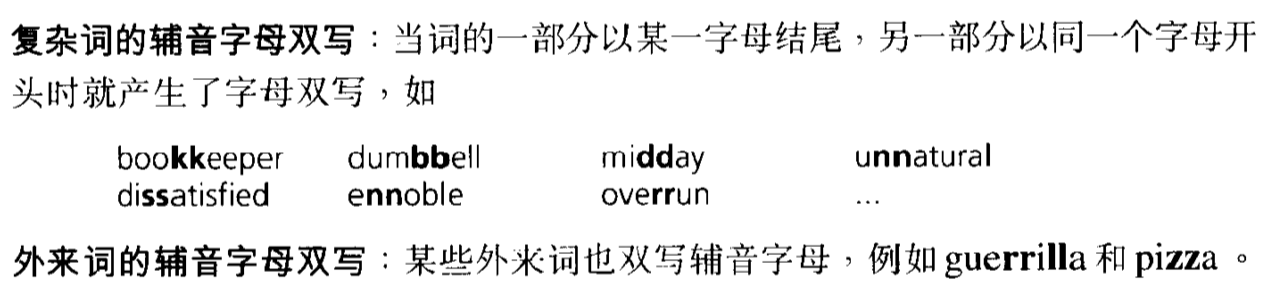 复杂词的辅音字母双写：当词的一部分以某一字母结尾，另一部分以同一个字母开
头时就产生了字母双写，如
bookkeeper dumbbell midday unnatural
dissatisfied ennoble overrun ...
外来词的辅音字母双写：某些外来词也双写辅音字母，例如 guerrilla 和 pizza 。